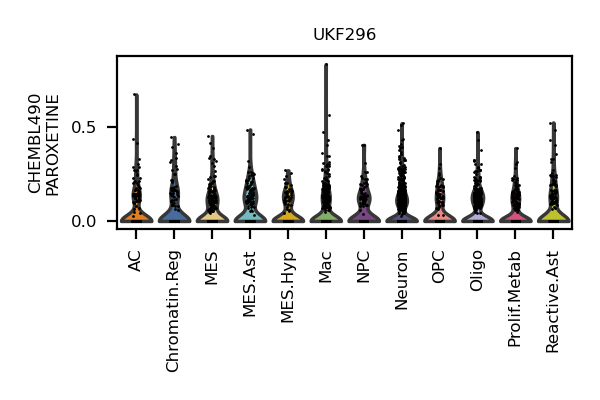 UKF296
CHEMBL490
PAROXETINE
0.5
0.0
AC
Chromatin.Reg
MES
MES.Ast
MES.Hyp
Mac
NPC
Neuron
OPC
Oligo
Prolif.Metab
Reactive.Ast